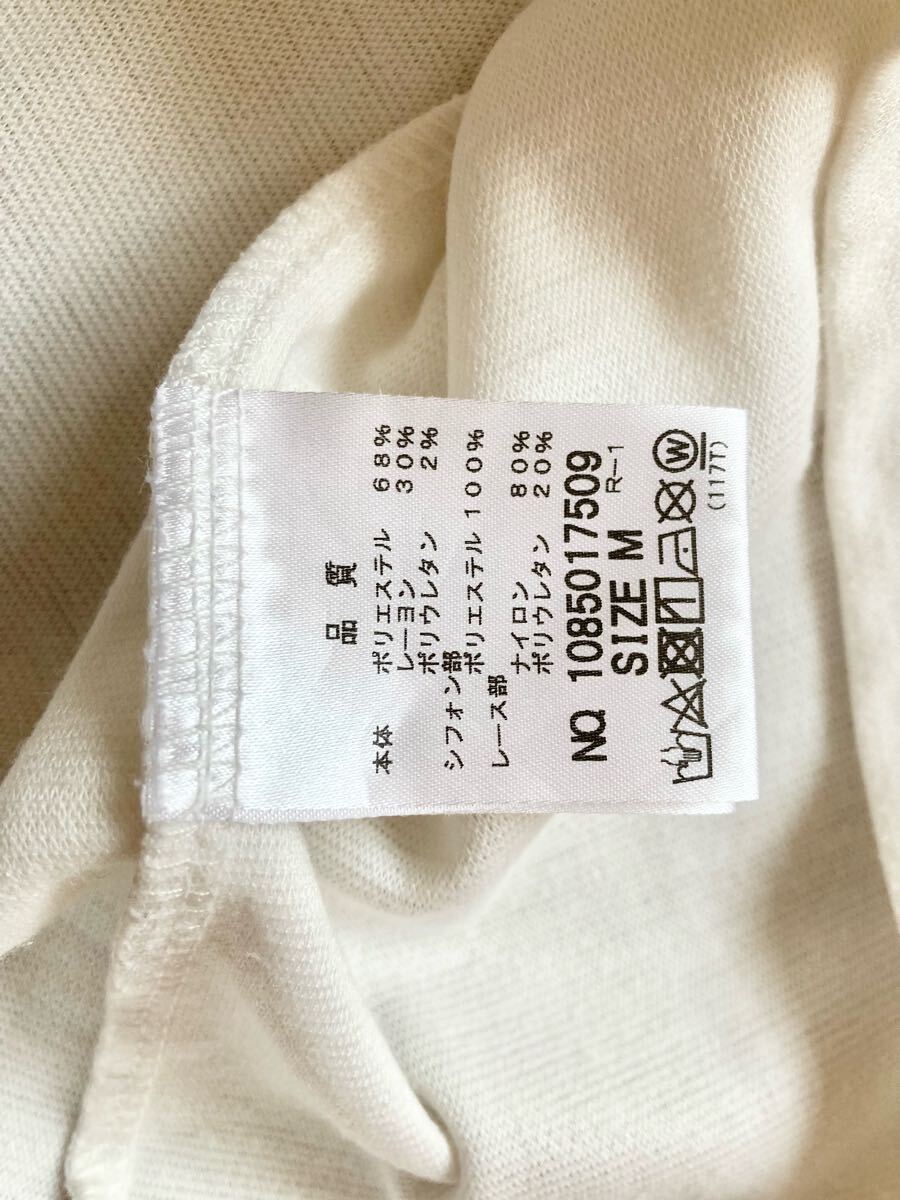 品 質
本体 ポリエステル 68%
レーヨン 30%
ポリウレタン 2%
シフォン部
ポリエステル 100%
レース部
ナイロン 80%
ポリウレタン 20%
NO. 1085017509
SIZE M R-1
W
(117T)